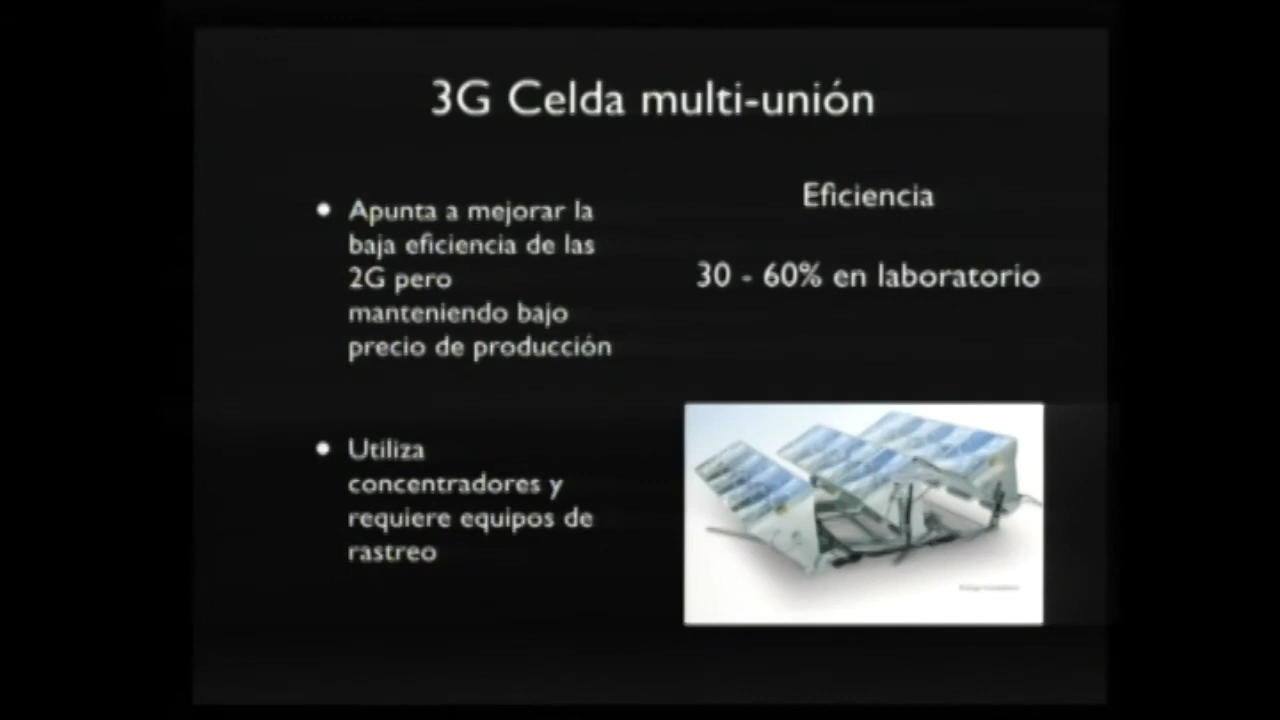 3G Celda multi-unión
• Apunta a mejorar la
baja eficiencia de las
2G pero
manteniendo bajo
precio de producción
• Utiliza
concentradores y
requiere equipos de
rastreo
Eficiencia
30 - 60% en laboratorio